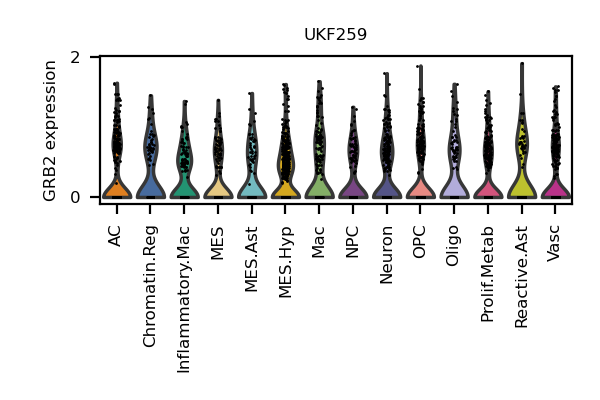 UKF259
GRB2 expression
2
0
AC
Chromatin.Reg
Inflammatory.Mac
MES
MES.Ast
MES.Hyp
Mac
NPC
Neuron
OPC
Oligo
Prolif.Metab
Reactive.Ast
Vasc